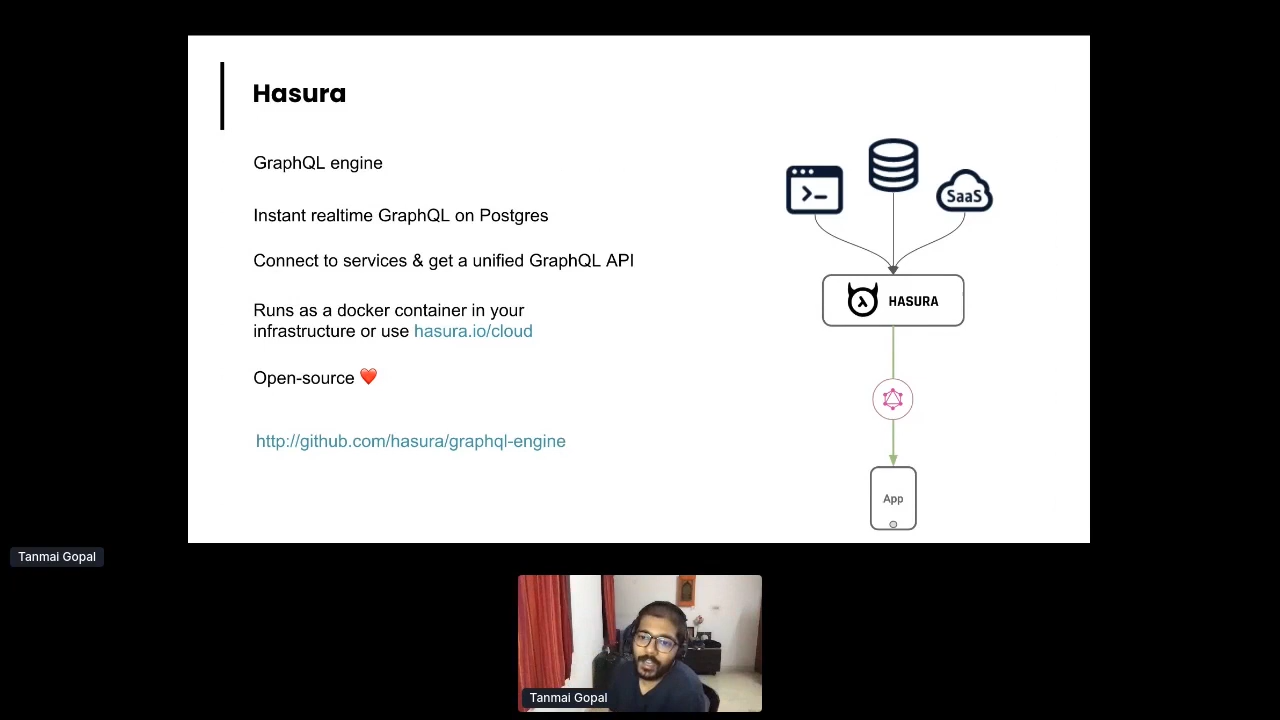 Hasura
GraphQL engine
Instant realtime GraphQL on Postgres
Connect to services & get a unified GraphQL API
Runs as a docker container in your
infrastructure or use hasura.io/cloud
Open-source ❤️
http://github.com/hasura/graphql-engine
SaaS
HASURA
App
Tanmai Gopal
Tanmai Gopal